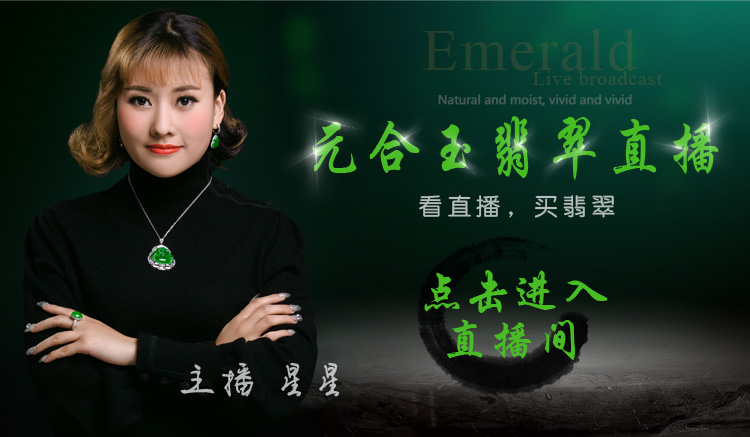 Emerald
Live broadcast
Natural and moist, vivid and vivid
元合玉翡翠直播
看直播，买翡翠
点击进入
直播间
主播 星星